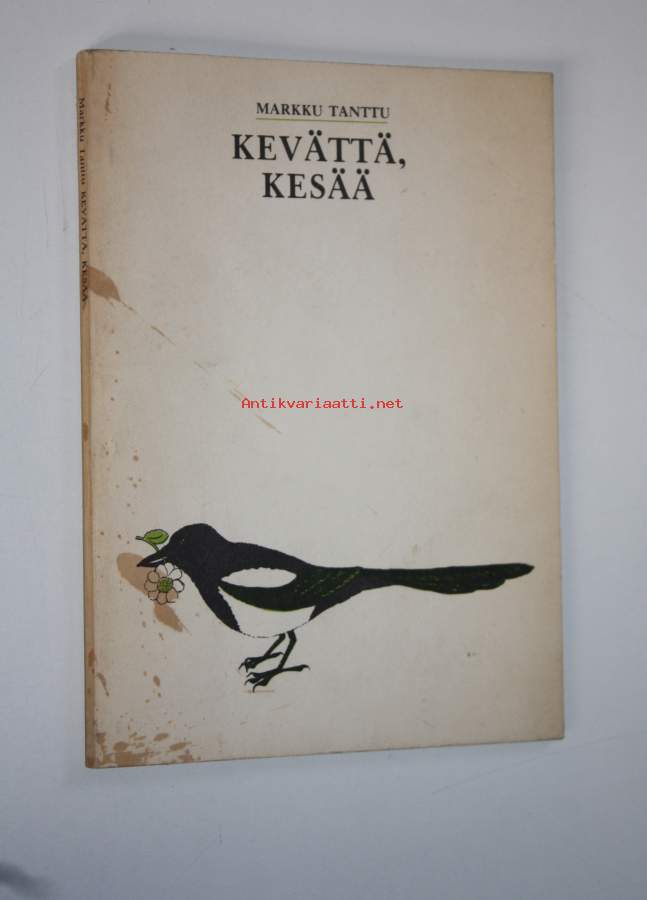 MARKKU TANTTU
KEVÄTTÄ,
KESÄÄ
Markku Tanttu KEVÄTTÄ, KESÄÄ
Antikvariaatti.net